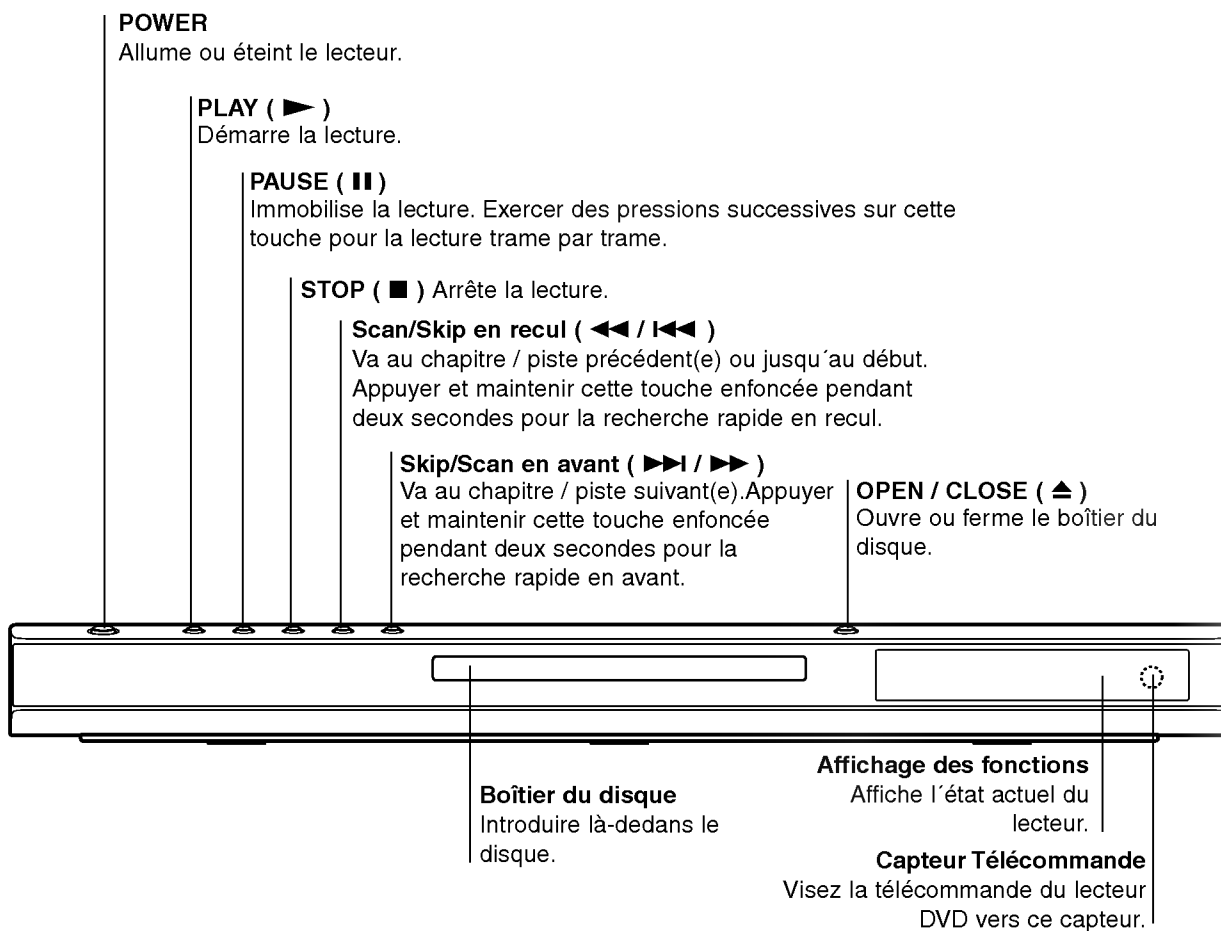 POWER
Allume ou éteint le lecteur.
PLAY ( ► )
Démarre la lecture.
PAUSE ( II )
Immobilise la lecture. Exercer des pressions successives sur cette
touche pour la lecture trame par trame.
STOP ( ■ ) Arrête la lecture.
Scan/Skip en recul ( ◄◄ / I◄◄ )
Va au chapitre / piste précédent(e) ou jusqu´au début.
Appuyer et maintenir cette touche enfoncée pendant
deux secondes pour la recherche rapide en recul.
Skip/Scan en avant ( ►►I / ►► )
Va au chapitre / piste suivant(e).Appuyer
et maintenir cette touche enfoncée
pendant deux secondes pour la
recherche rapide en avant.
OPEN / CLOSE ( ⏏ )
Ouvre ou ferme le boîtier du
disque.
Boîtier du disque
Introduire là-dedans le
disque.
Affichage des fonctions
Affiche l´état actuel du
lecteur.
Capteur Télécommande
Visez la télécommande du lecteur
DVD vers ce capteur.